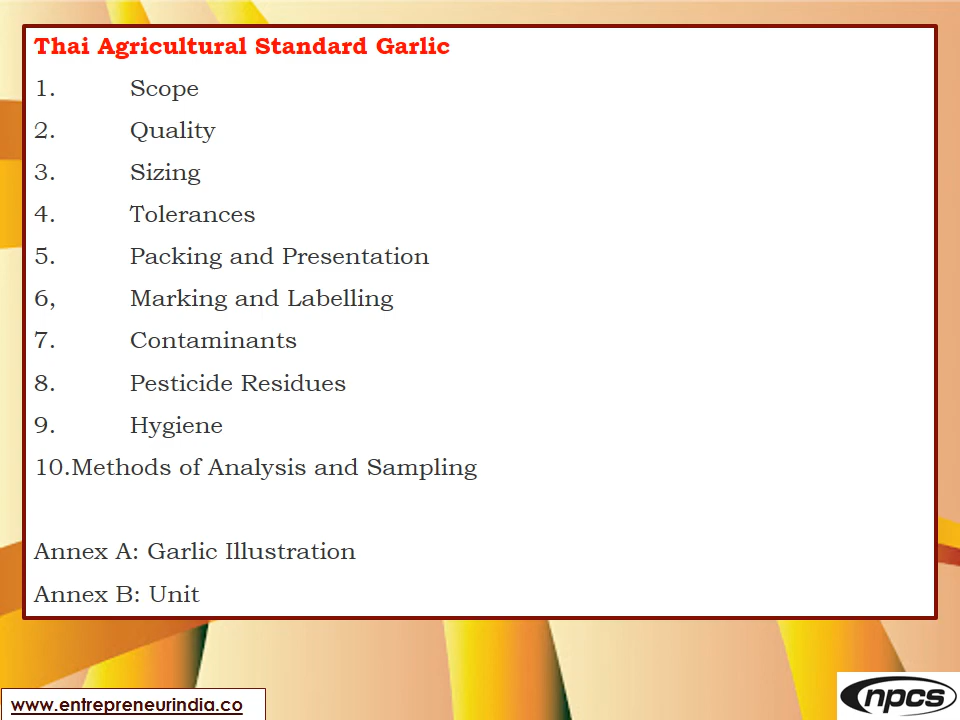 Thai Agricultural Standard Garlic
1. Scope
2. Quality
3. Sizing
4. Tolerances
5. Packing and Presentation
6, Marking and Labelling
7. Contaminants
8. Pesticide Residues
9. Hygiene
10.Methods of Analysis and Sampling
Annex A: Garlic Illustration
Annex B: Unit
www.entrepreneurindia.co
npcs